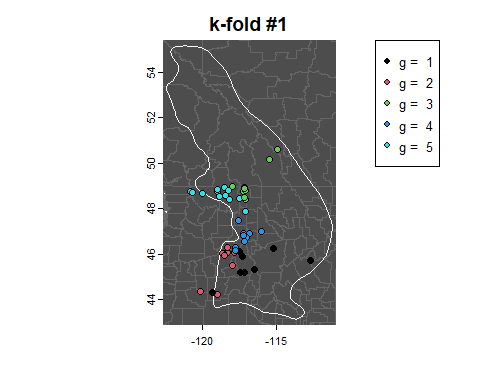 k-fold #1
g = 1
g = 2
g = 3
g = 4
g = 5
54
52
50
48
46
44
-120
-115